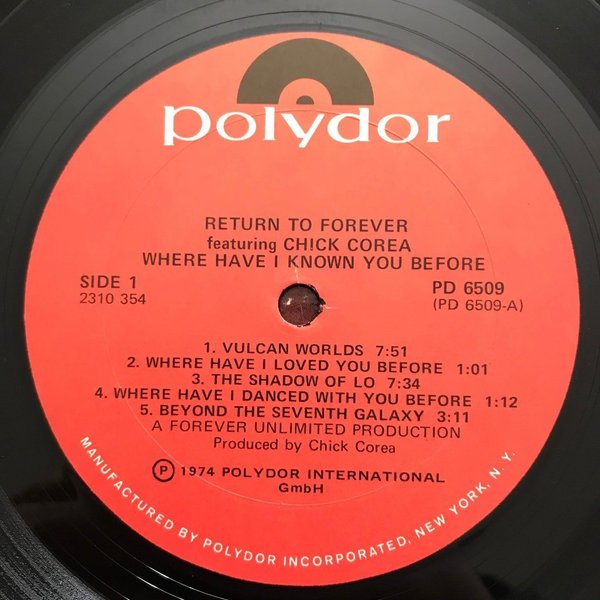 polydor
RETURN TO FOREVER
featuring CHICK COREA
WHERE HAVE I KNOWN YOU BEFORE
SIDE 1
2310 354
PD 6509
(PD 6509-A)
1. VULCAN WORLDS 7:51
2. WHERE HAVE I LOVED YOU BEFORE 1:01
3. THE SHADOW OF LO 7:34
4. WHERE HAVE I DANCED WITH YOU BEFORE 1:12
5. BEYOND THE SEVENTH GALAXY 3:11
A FOREVER UNLIMITED PRODUCTION
Produced by Chick Corea
℗ 1974 POLYDOR INTERNATIONAL
GmbH
MANUFACTURED BY POLYDOR INCORPORATED, NEW YORK, N. Y.